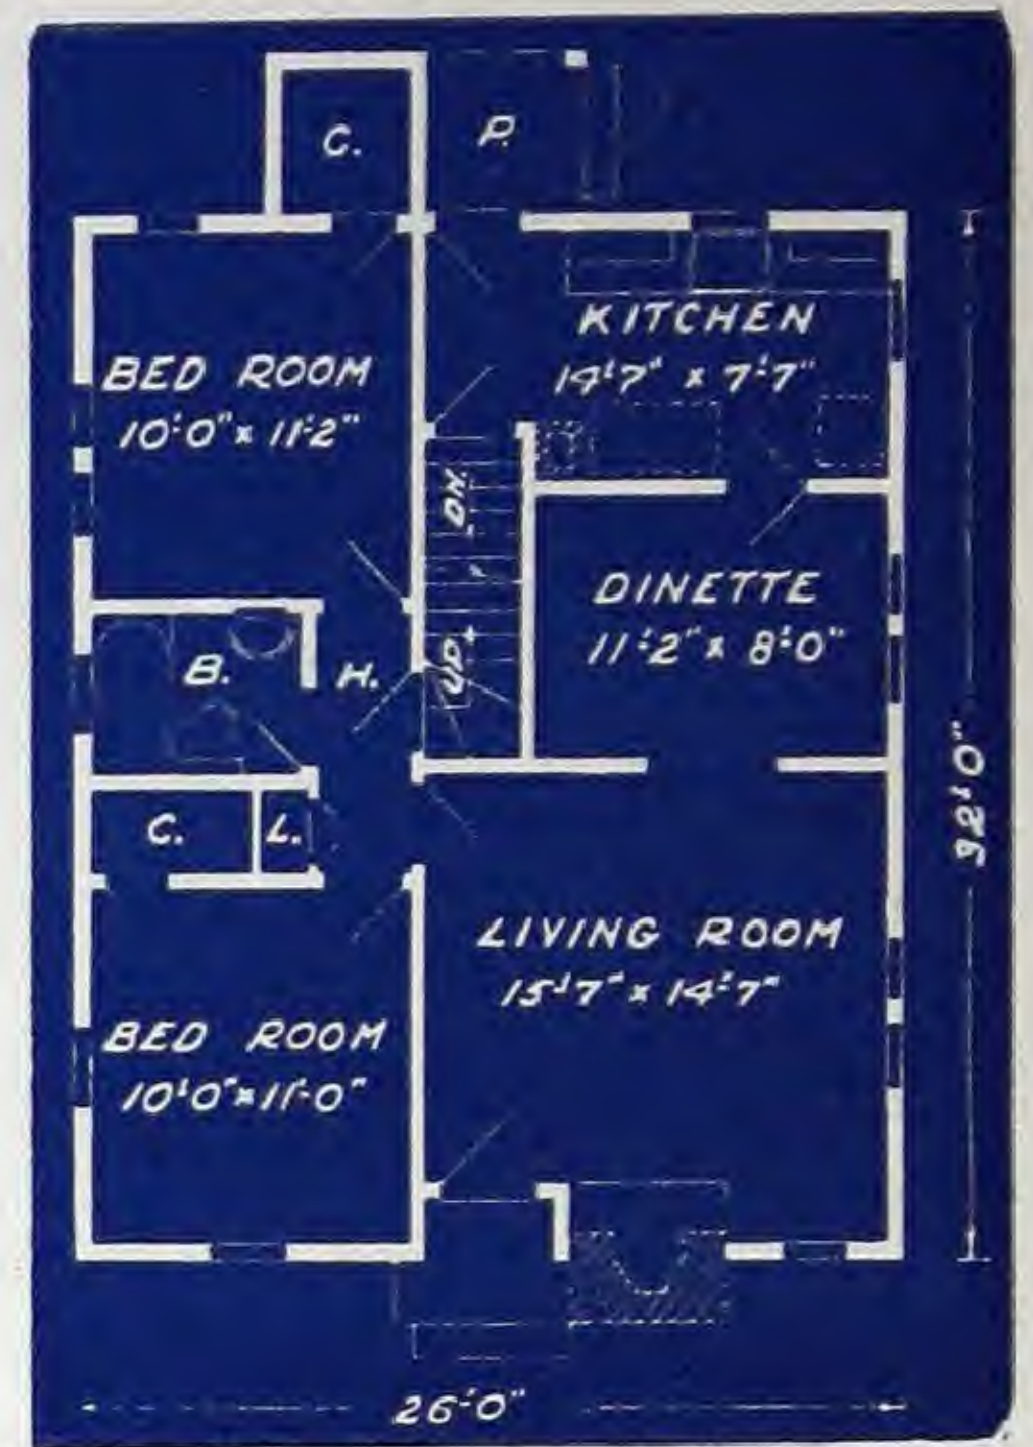 C.
P.
KITCHEN
14'-7" x 7'-7"
BED ROOM
10'-0" x 11'-2"
DN.
DINETTE
11'-2" x 8'-0"
B.
H.
UP.
C.
L.
32'-0"
LIVING ROOM
15'-7" x 14'-7"
BED ROOM
10'-0" x 11'-0"
26'-0"